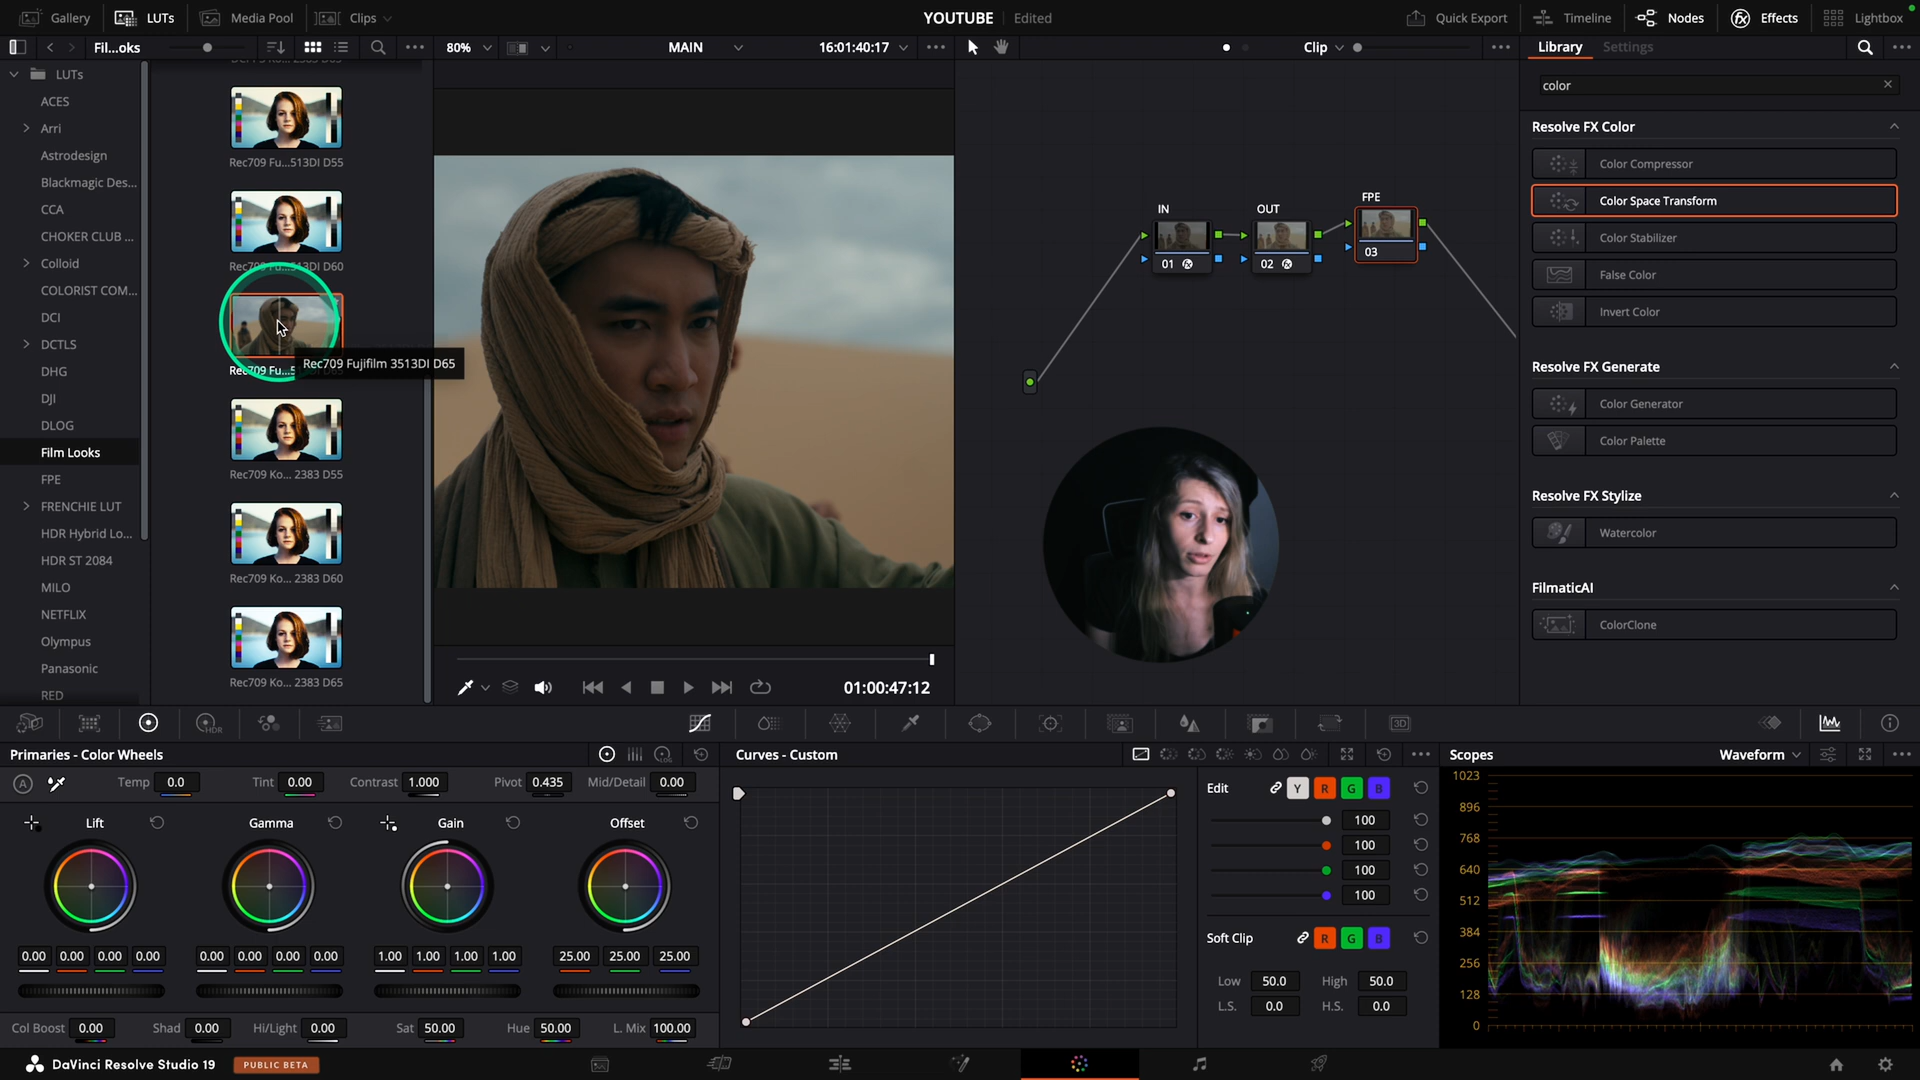 Gallery
LUTs
Media Pool
Clips
YOUTUBE
Edited
Quick Export
Timeline
Nodes
Effects
Lightbox
Fil...oks
80%
MAIN
16:01:40:17
Clip
Library
Settings
color
LUTs
ACES
Arri
Astrodesign
Blackmagic Des...
CCA
CHOKER CLUB ...
Colloid
COLORIST COM...
DCI
DCTLS
DHG
DJI
DLOG
Film Looks
FPE
FRENCHIE LUT
HDR Hybrid Lo...
HDR ST 2084
MILO
NETFLIX
Olympus
Panasonic
RED
Rec709 Fu...513DI D55
Rec709 Fu...513DI D60
Rec709 Fu...5
Rec709 Fujifilm 3513DI D65
Rec709 Ko... 2383 D55
Rec709 Ko... 2383 D60
Rec709 Ko... 2383 D65
IN
OUT
FPE
01
02
03
Resolve FX Color
Color Compressor
Color Space Transform
Color Stabilizer
False Color
Invert Color
Resolve FX Generate
Color Generator
Color Palette
Resolve FX Stylize
Watercolor
FilmaticAI
ColorClone
01:00:47:12
HDR
3D
Primaries - Color Wheels
LOG
Curves - Custom
Scopes
Waveform
A
Temp 0.0
Tint 0.00
Contrast 1.000
Pivot 0.435
Mid/Detail 0.00
Lift
Gamma
Gain
Offset
0.00 0.00 0.00 0.00
0.00 0.00 0.00 0.00
1.00 1.00 1.00 1.00
25.00 25.00 25.00
Col Boost 0.00
Shad 0.00
Hi/Light 0.00
Sat 50.00
Hue 50.00
L. Mix 100.00
Edit
Y R G B
100
100
100
100
Soft Clip
R G B
Low 50.0
High 50.0
L.S. 0.0
H.S. 0.0
1023
896
768
640
512
384
256
128
0
DaVinci Resolve Studio 19
PUBLIC BETA